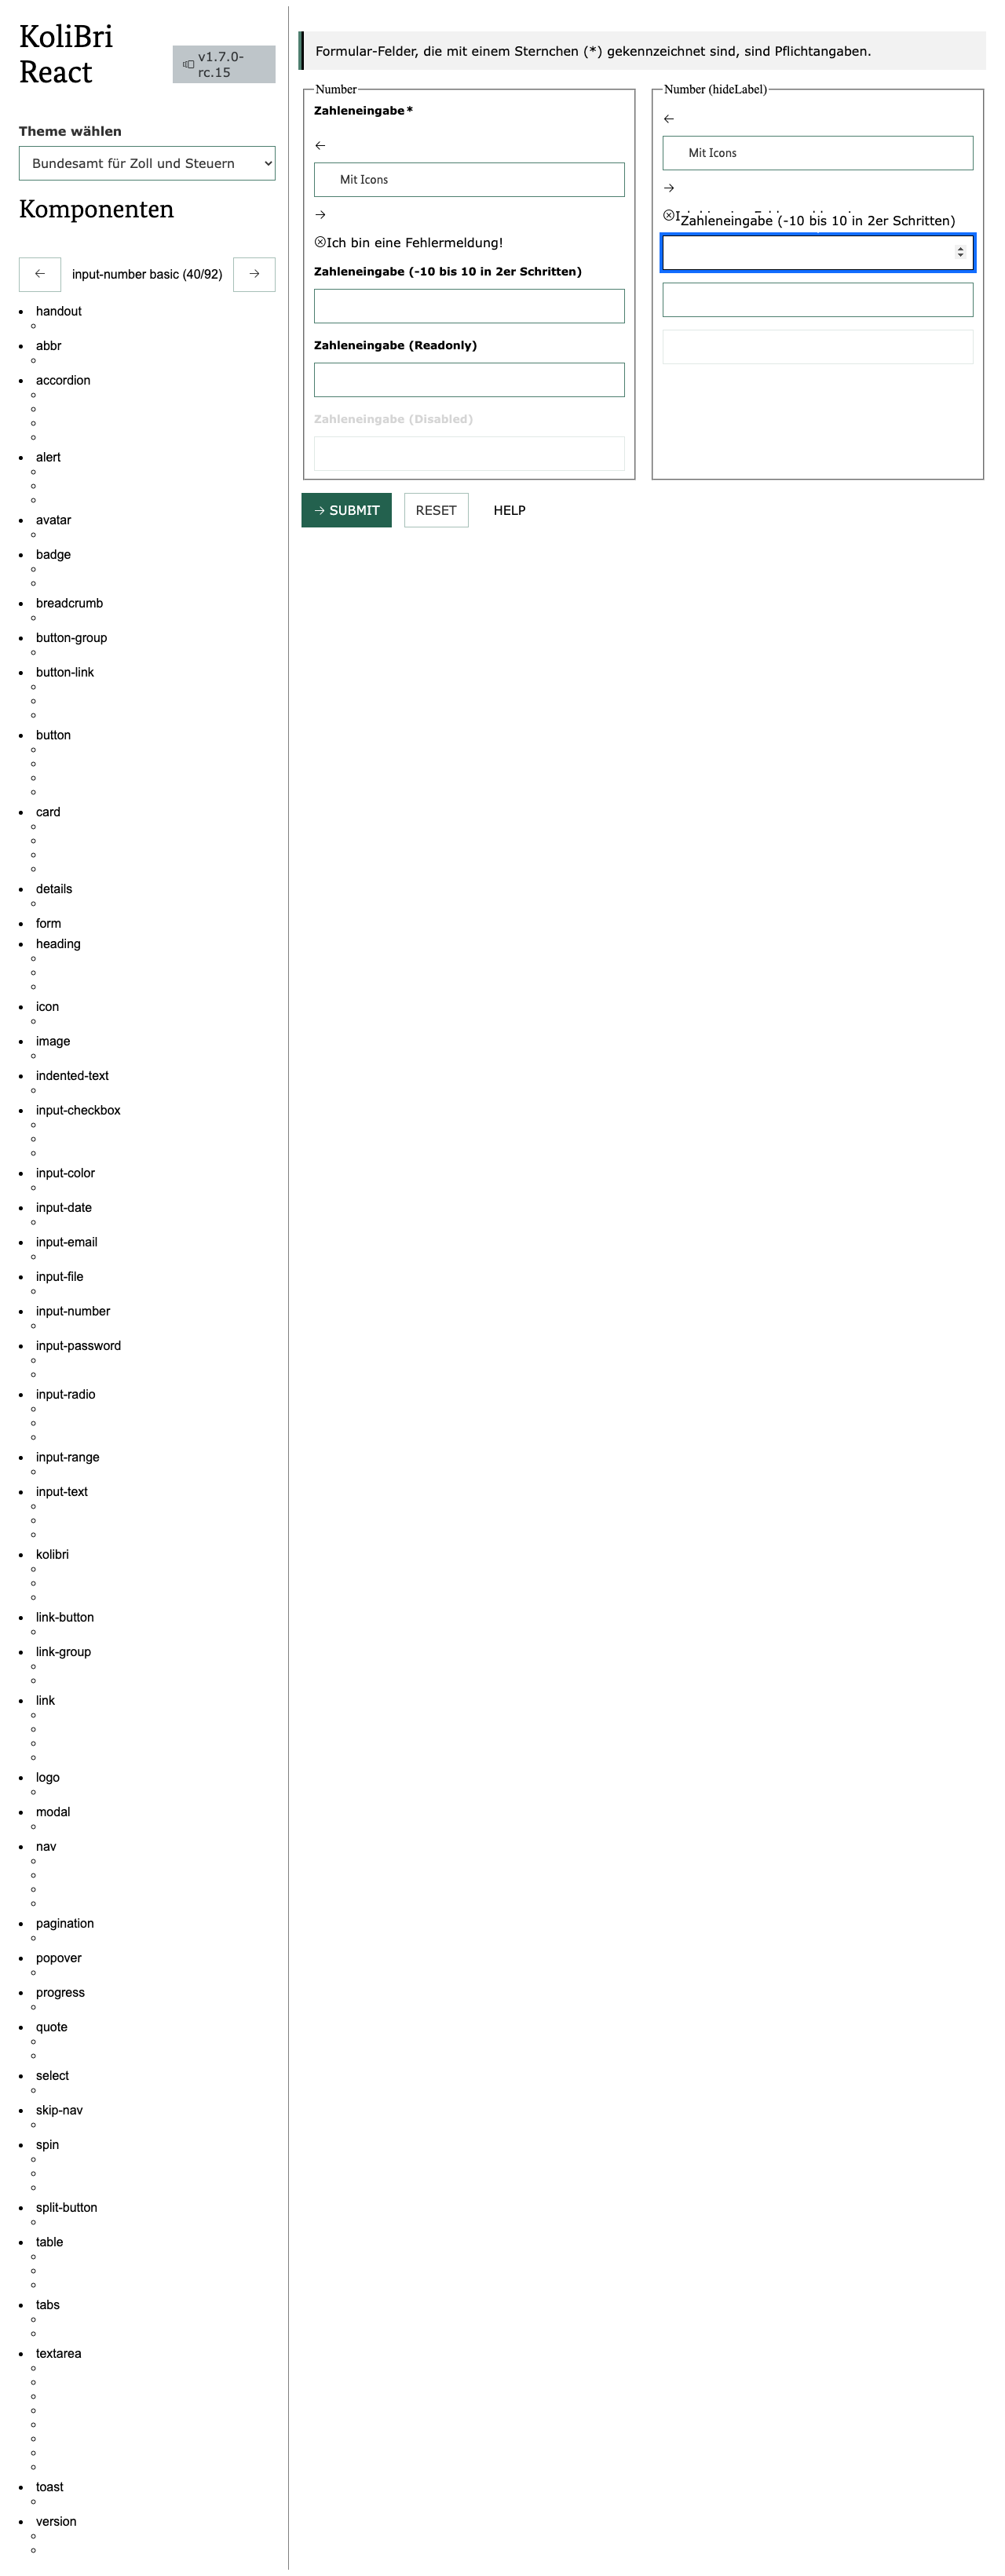 KoliBri
React
v1.7.0-
rc.15
Theme wählen
Bundesamt für Zoll und Steuern
Komponenten
input-number basic (40/92)
handout
abbr
accordion
alert
avatar
badge
breadcrumb
button-group
button-link
button
card
details
form
heading
icon
image
indented-text
input-checkbox
input-color
input-date
input-email
input-file
input-number
input-password
input-radio
input-range
input-text
kolibri
link-button
link-group
link
logo
modal
nav
pagination
popover
progress
quote
select
skip-nav
spin
split-button
table
tabs
textarea
toast
version
Formular-Felder, die mit einem Sternchen (*) gekennzeichnet sind, sind Pflichtangaben.
Number
Zahleneingabe*
Mit Icons
Ich bin eine Fehlermeldung!
Zahleneingabe (-10 bis 10 in 2er Schritten)
Zahleneingabe (Readonly)
Zahleneingabe (Disabled)
Number (hideLabel)
Mit Icons
Zahleneingabe (-10 bis 10 in 2er Schritten)
SUBMIT
RESET
HELP